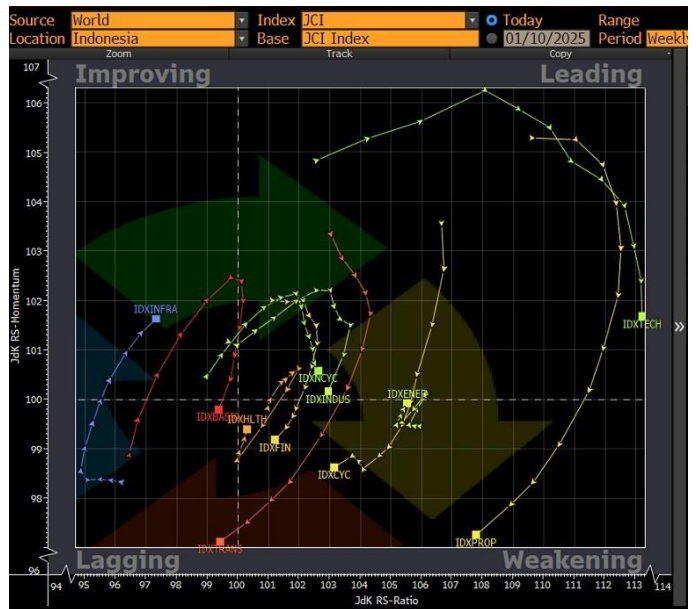 Source World Index JCI Today Range
Location Indonesia Base JCI Index 01/10/2025 Period Weekly
Zoom Track Copy
107
Improving Leading
106
105
104
103
102
101
100
99
98
97
96
JdK RS-Momentum
IDXINFRA
IDXTECH
IDXNCYC
IDXINDUS
IDXENER
IDXBASIC
IDXHLTH
IDXFIN
IDXCYC
IDXTRANS
IDXPROP
Lagging Weakening
94 95 96 97 98 99 100 101 102 103 104 105 106 107 108 109 110 111 112 113 114
JdK RS-Ratio
»